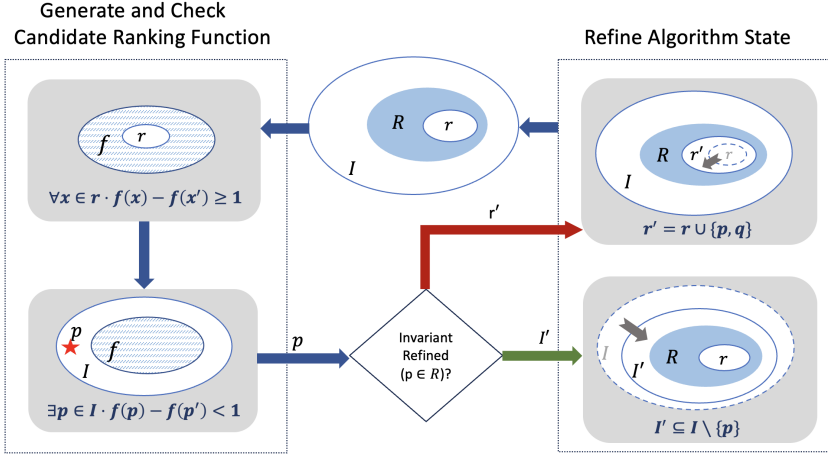 Generate and Check
Candidate Ranking Function
Refine Algorithm State
f
r
∀x ∈ r · f(x) − f(x′) ≥ 1
R
r
I
R
r′
r
I
r′ = r ∪ {p, q}
r′
p
I
f
∃p ∈ I · f(p) − f(p′) < 1
p
Invariant
Refined
(p ∈ R)?
I′
I
I′
R
r
I′ ⊆ I \ {p}